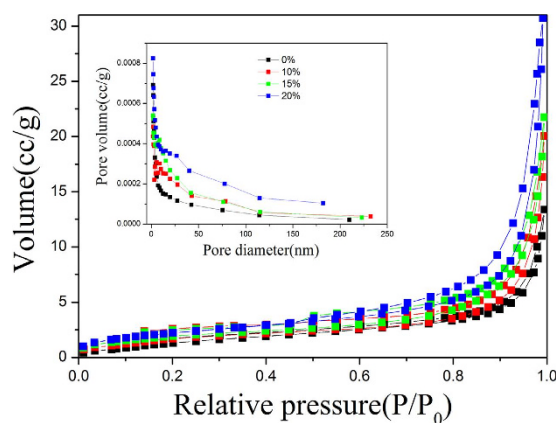 30
25
20
15
10
5
0
Volume(cc/g)
0.0 0.2 0.4 0.6 0.8 1.0
Relative pressure(P/P0)
0.0008
0.0006
0.0004
0.0002
0.0000
Pore volume(cc/g)
0 50 100 150 200 250
Pore diameter(nm)
0%
10%
15%
20%